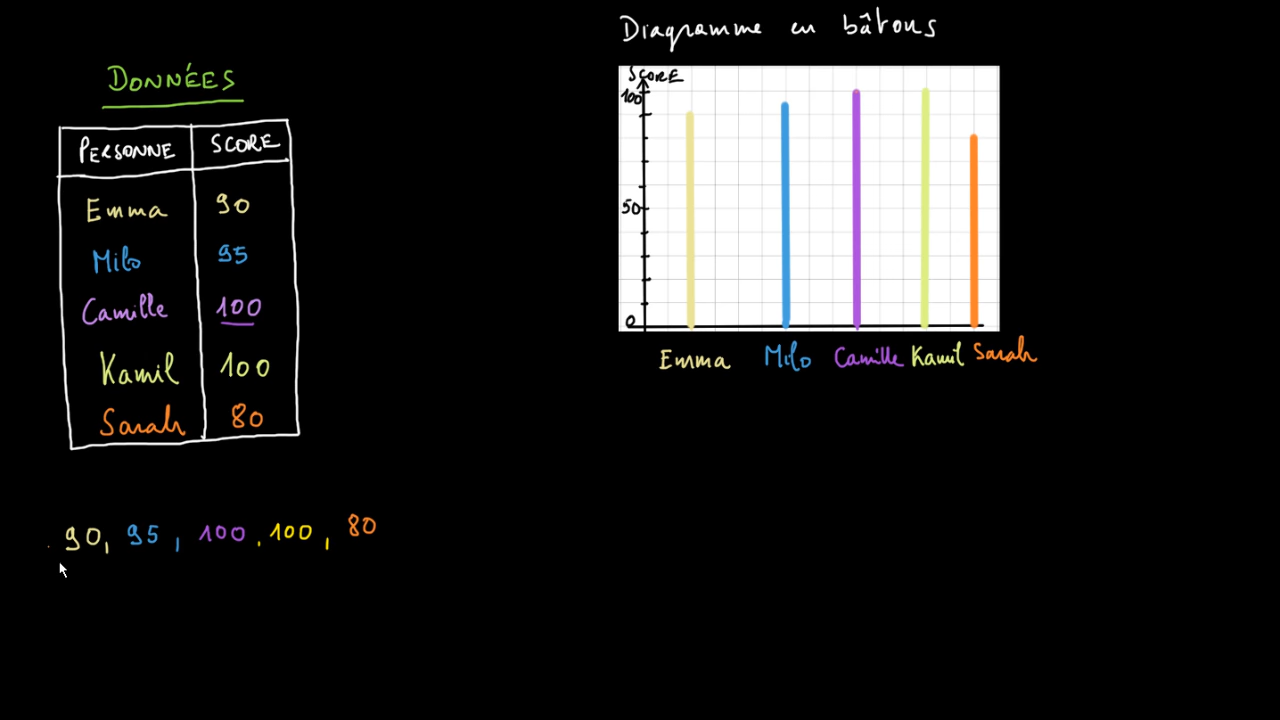 DONNÉES
PERSONNE SCORE
Emma 90
Milo 95
Camille 100
Kamil 100
Sarah 80
90, 95, 100, 100, 80
Diagramme en bâtons
SCORE
100
50
0
Emma Milo Camille Kamil Sarah